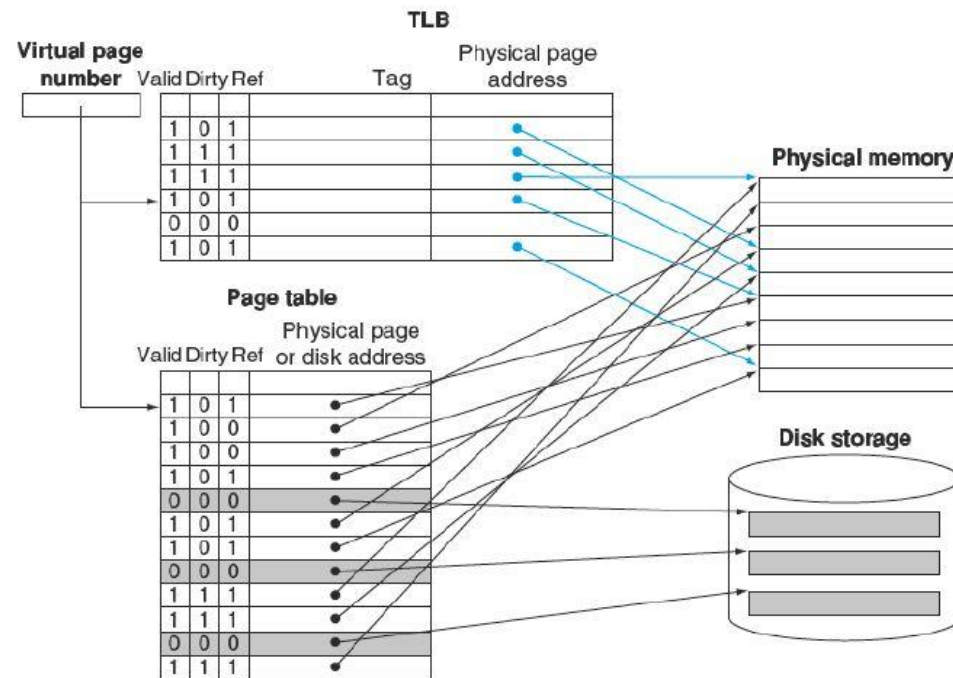 TLB
Virtual page
number
Valid Dirty Ref
Tag
Physical page
address
1 0 1
1 1 1
1 1 1
1 0 1
0 0 0
1 0 1
Physical memory
Page table
Physical page
or disk address
Valid Dirty Ref
1 0 1
1 0 0
1 0 0
1 0 1
0 0 0
1 0 1
1 0 1
0 0 0
1 1 1
1 1 1
0 0 0
1 1 1
Disk storage